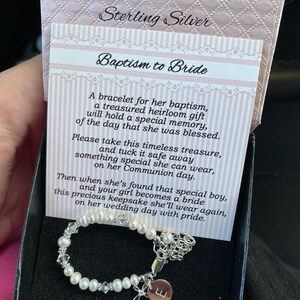 Sterling Silver
Baptism to Bride
A bracelet for her baptism,
a treasured heirloom gift
will hold a special memory,
of the day that she was blessed.
Please take this timeless treasure,
and tuck it safe away
something special she can wear,
on her Communion day.
Then when she's found that special boy,
and your girl becomes a bride
this precious keepsake she'll wear again,
on her wedding day with pride.
E